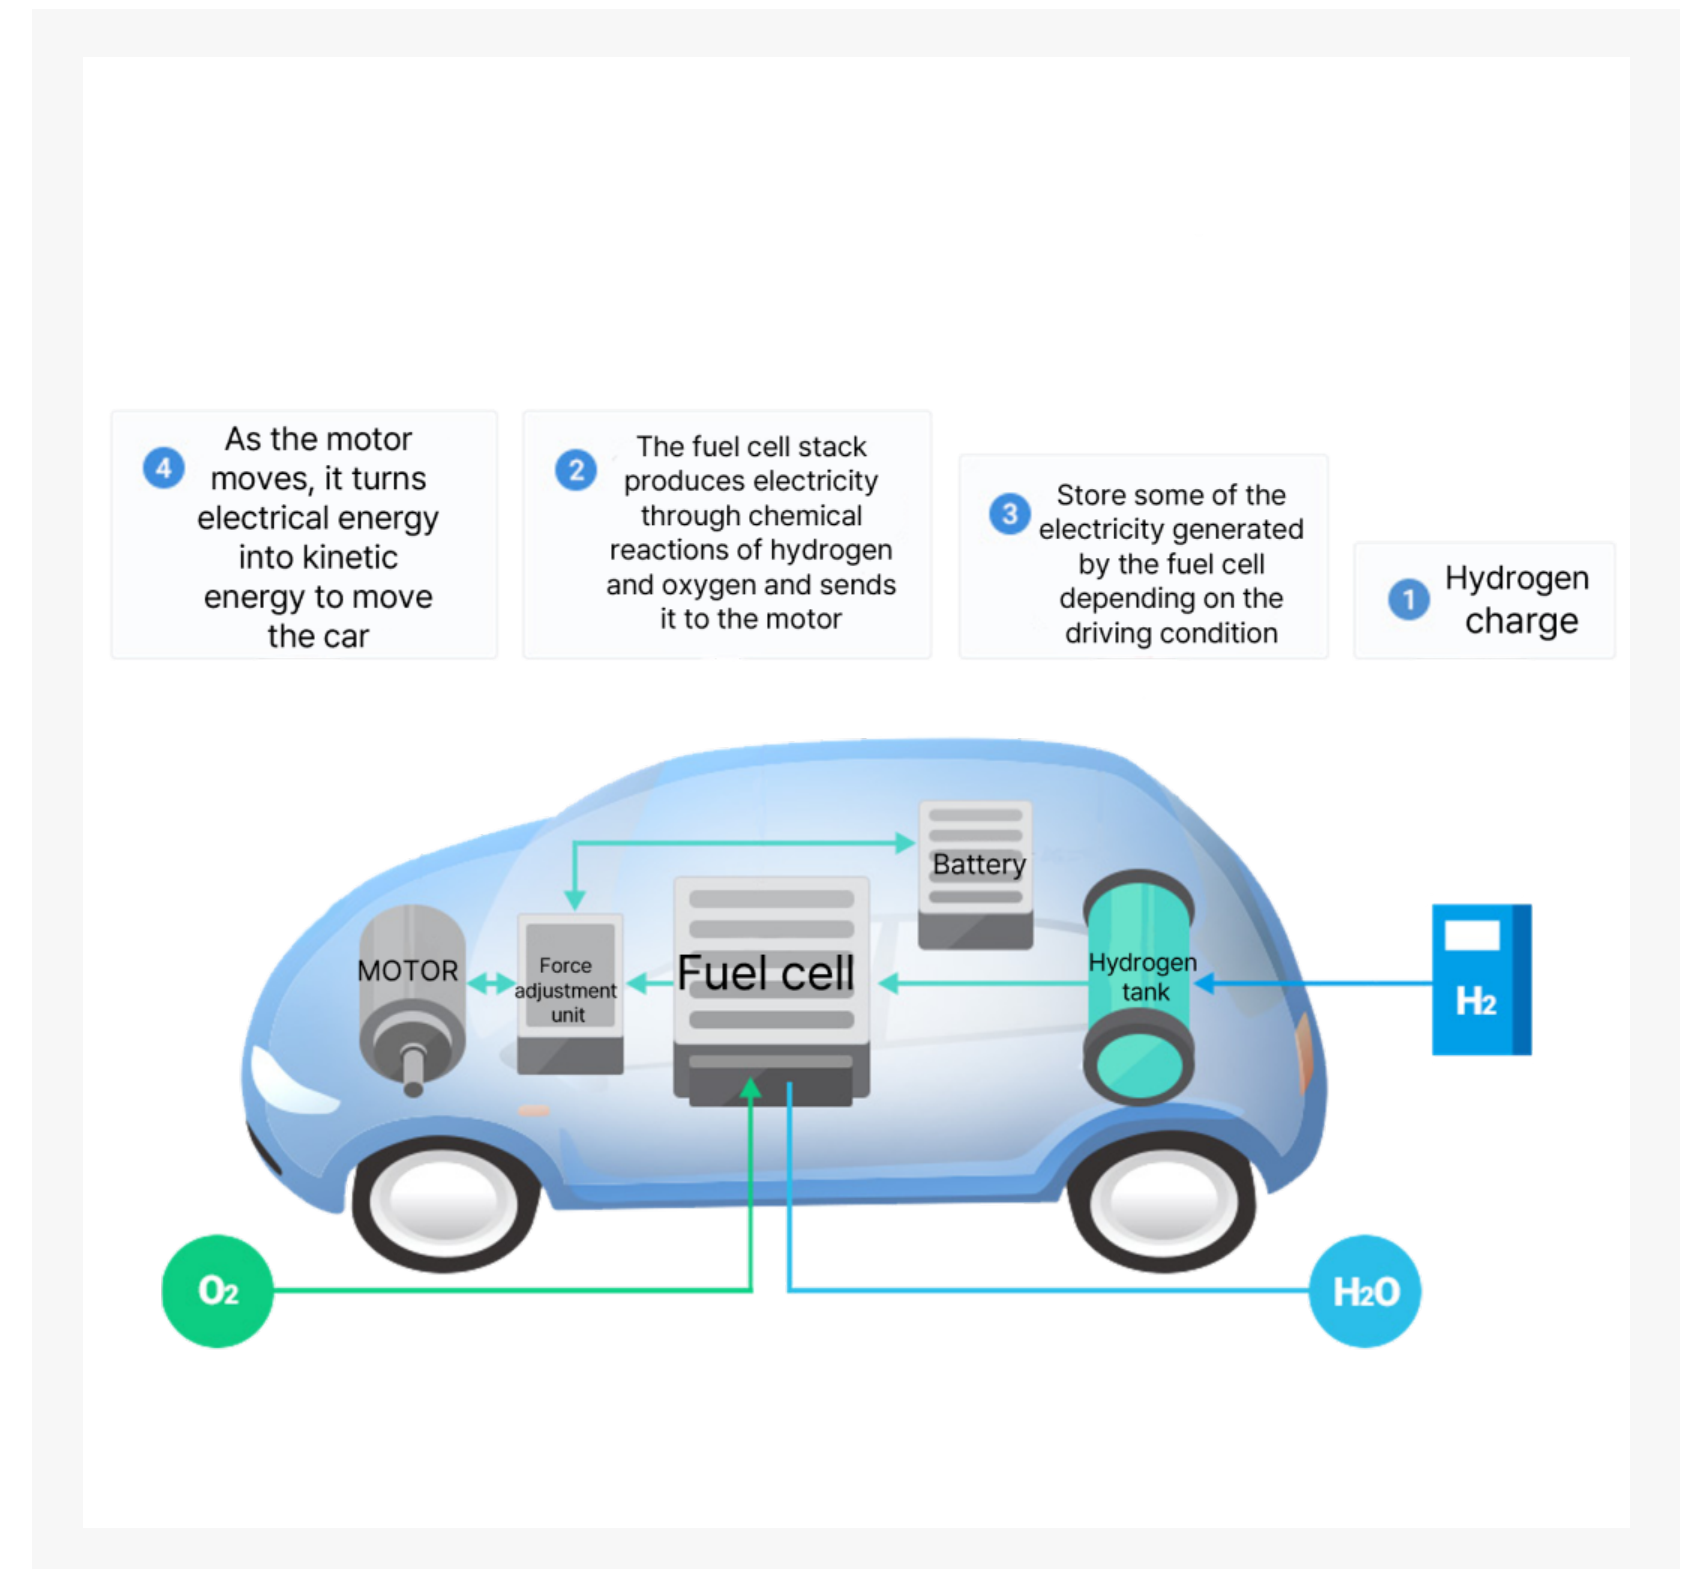 4
As the motor
moves, it turns
electrical energy
into kinetic
energy to move
the car
2
The fuel cell stack
produces electricity
through chemical
reactions of hydrogen
and oxygen and sends
it to the motor
3
Store some of the
electricity generated
by the fuel cell
depending on the
driving condition
1
Hydrogen
charge
Battery
MOTOR
Force
adjustment
unit
Fuel cell
Hydrogen
tank
H2
O2
H2O